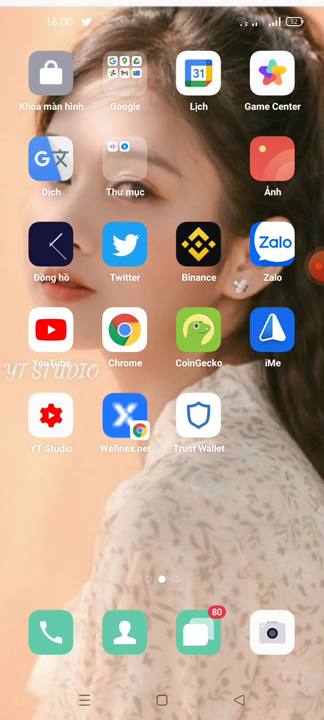 16:00 52
31
Khóa màn hình Google Lịch Game Center
G 文
Dịch Thư mục Ảnh
Zalo
Đồng hồ Twitter Binance Zalo
YouTube Chrome CoinGecko iMe
YT STUDIO
YT Studio Wefinex.net Trust Wallet
80